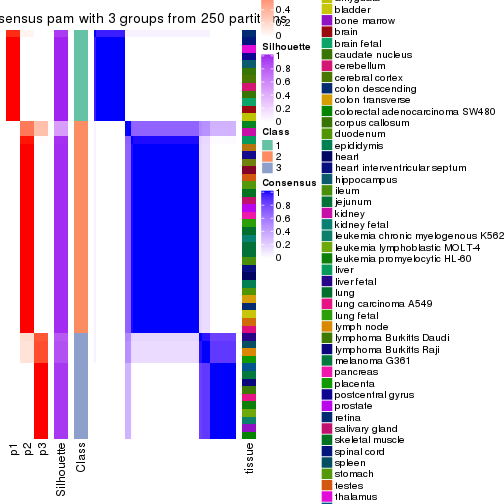 sensus pam with 3 groups from 250 partitions
p1
p2
p3
Silhouette
Class
tissue
0.4
0.2
0
Silhouette
1
0.8
0.6
0.4
0.2
0
Class
1
2
3
Consensus
1
0.8
0.6
0.4
0.2
0
bladder
bone marrow
brain
brain fetal
caudate nucleus
cerebellum
cerebral cortex
colon descending
colon transverse
colorectal adenocarcinoma SW480
corpus callosum
duodenum
epididymis
heart
heart interventricular septum
hippocampus
ileum
jejunum
kidney
kidney fetal
leukemia chronic myelogenous K562
leukemia lymphoblastic MOLT-4
leukemia promyelocytic HL-60
liver
liver fetal
lung
lung carcinoma A549
lung fetal
lymph node
lymphoma Burkitts Daudi
lymphoma Burkitts Raji
melanoma G361
pancreas
placenta
postcentral gyrus
prostate
retina
salivary gland
skeletal muscle
spinal cord
spleen
stomach
testes
thalamus